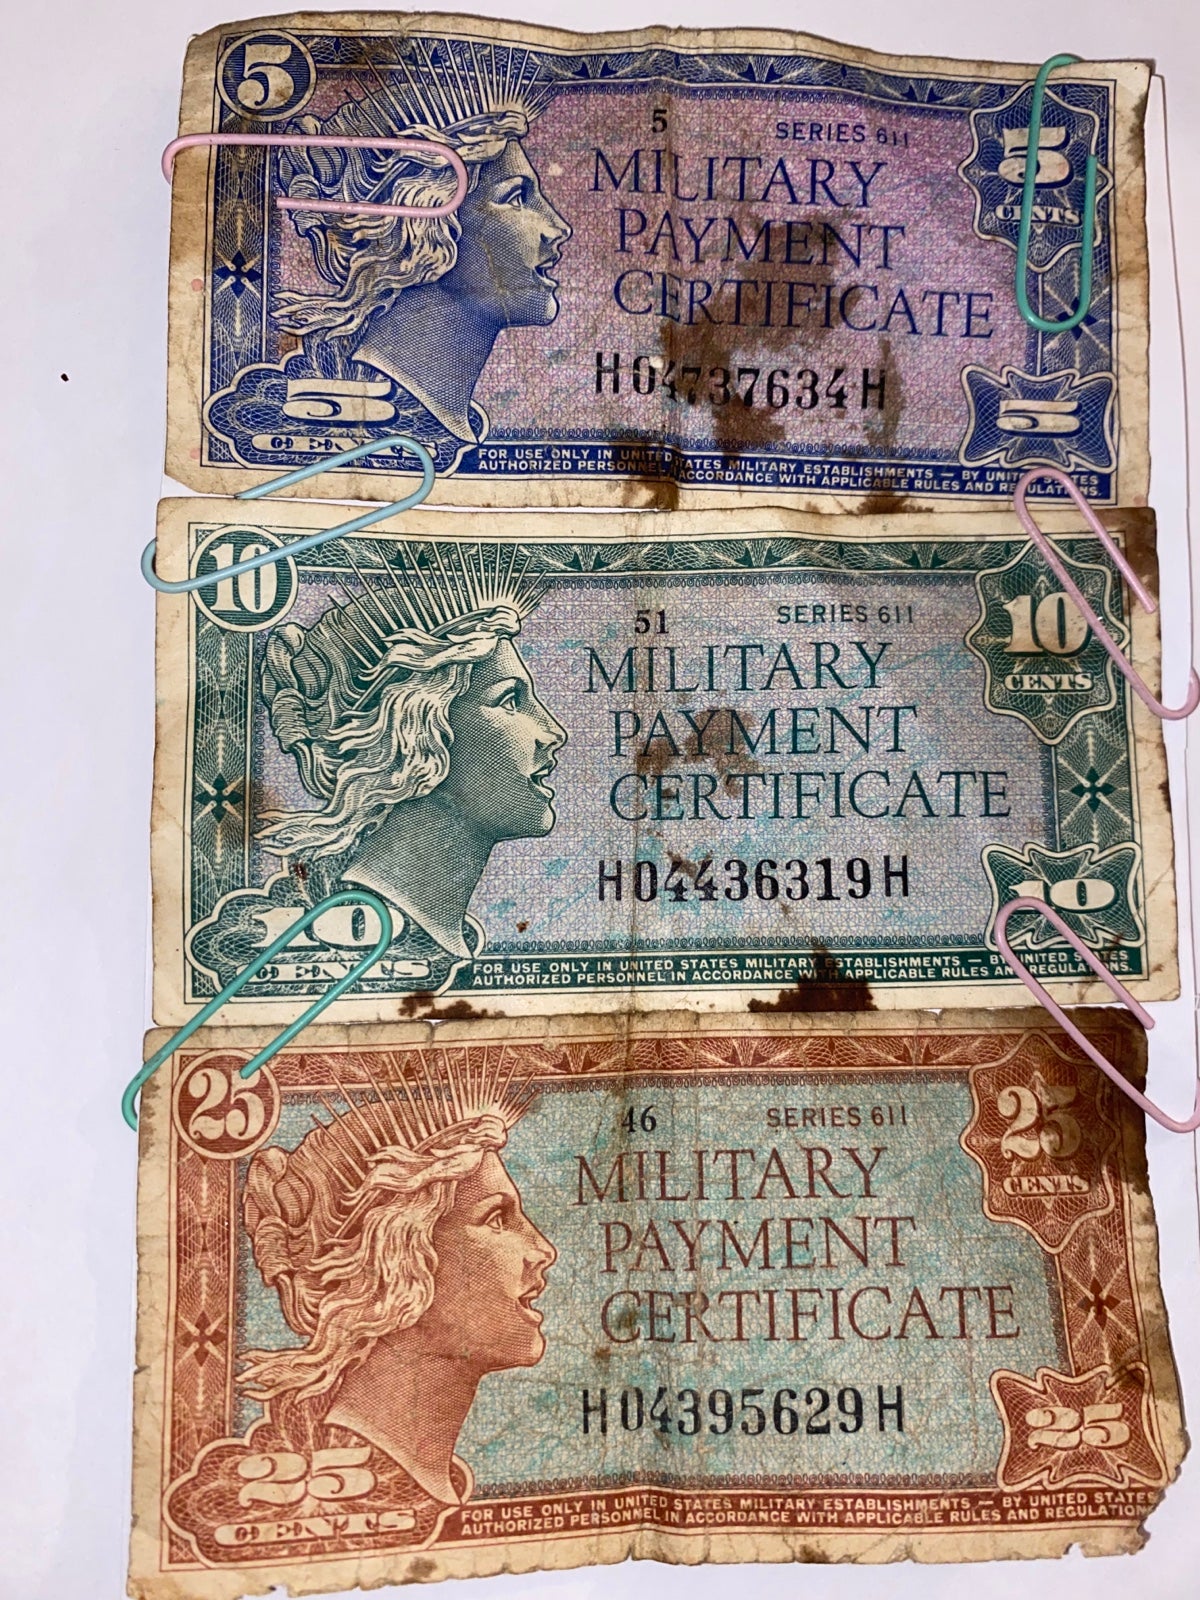 5
5 SERIES 611
5
CENTS
MILITARY
PAYMENT
CERTIFICATE
H04737634H
5
CENTS
5
FOR USE ONLY IN UNITED STATES MILITARY ESTABLISHMENTS — BY UNITED STATES
AUTHORIZED PERSONNEL IN ACCORDANCE WITH APPLICABLE RULES AND REGULATIONS.
10
51 SERIES 611
10
CENTS
MILITARY
PAYMENT
CERTIFICATE
H04436319H
10
CENTS
10
FOR USE ONLY IN UNITED STATES MILITARY ESTABLISHMENTS — BY UNITED STATES
AUTHORIZED PERSONNEL IN ACCORDANCE WITH APPLICABLE RULES AND REGULATIONS.
25
46 SERIES 611
25
CENTS
MILITARY
PAYMENT
CERTIFICATE
H04395629H
25
CENTS
25
FOR USE ONLY IN UNITED STATES MILITARY ESTABLISHMENTS — BY UNITED STATES
AUTHORIZED PERSONNEL IN ACCORDANCE WITH APPLICABLE RULES AND REGULATION